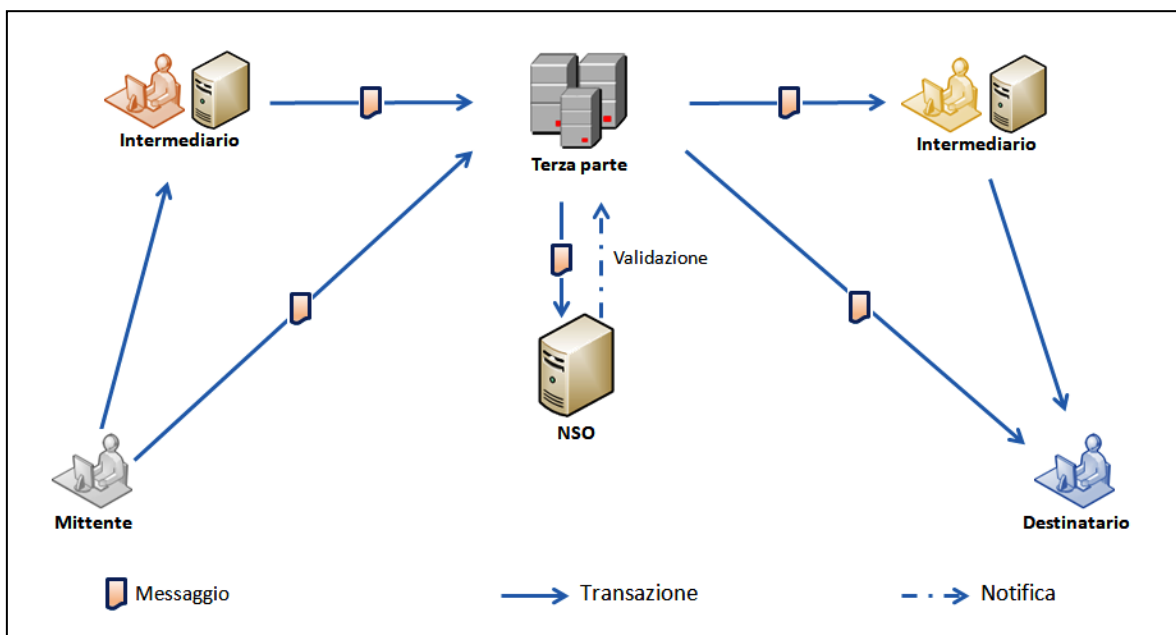 Intermediario
Terza parte
Intermediario
Validazione
NSO
Mittente
Destinatario
Messaggio
Transazione
Notifica